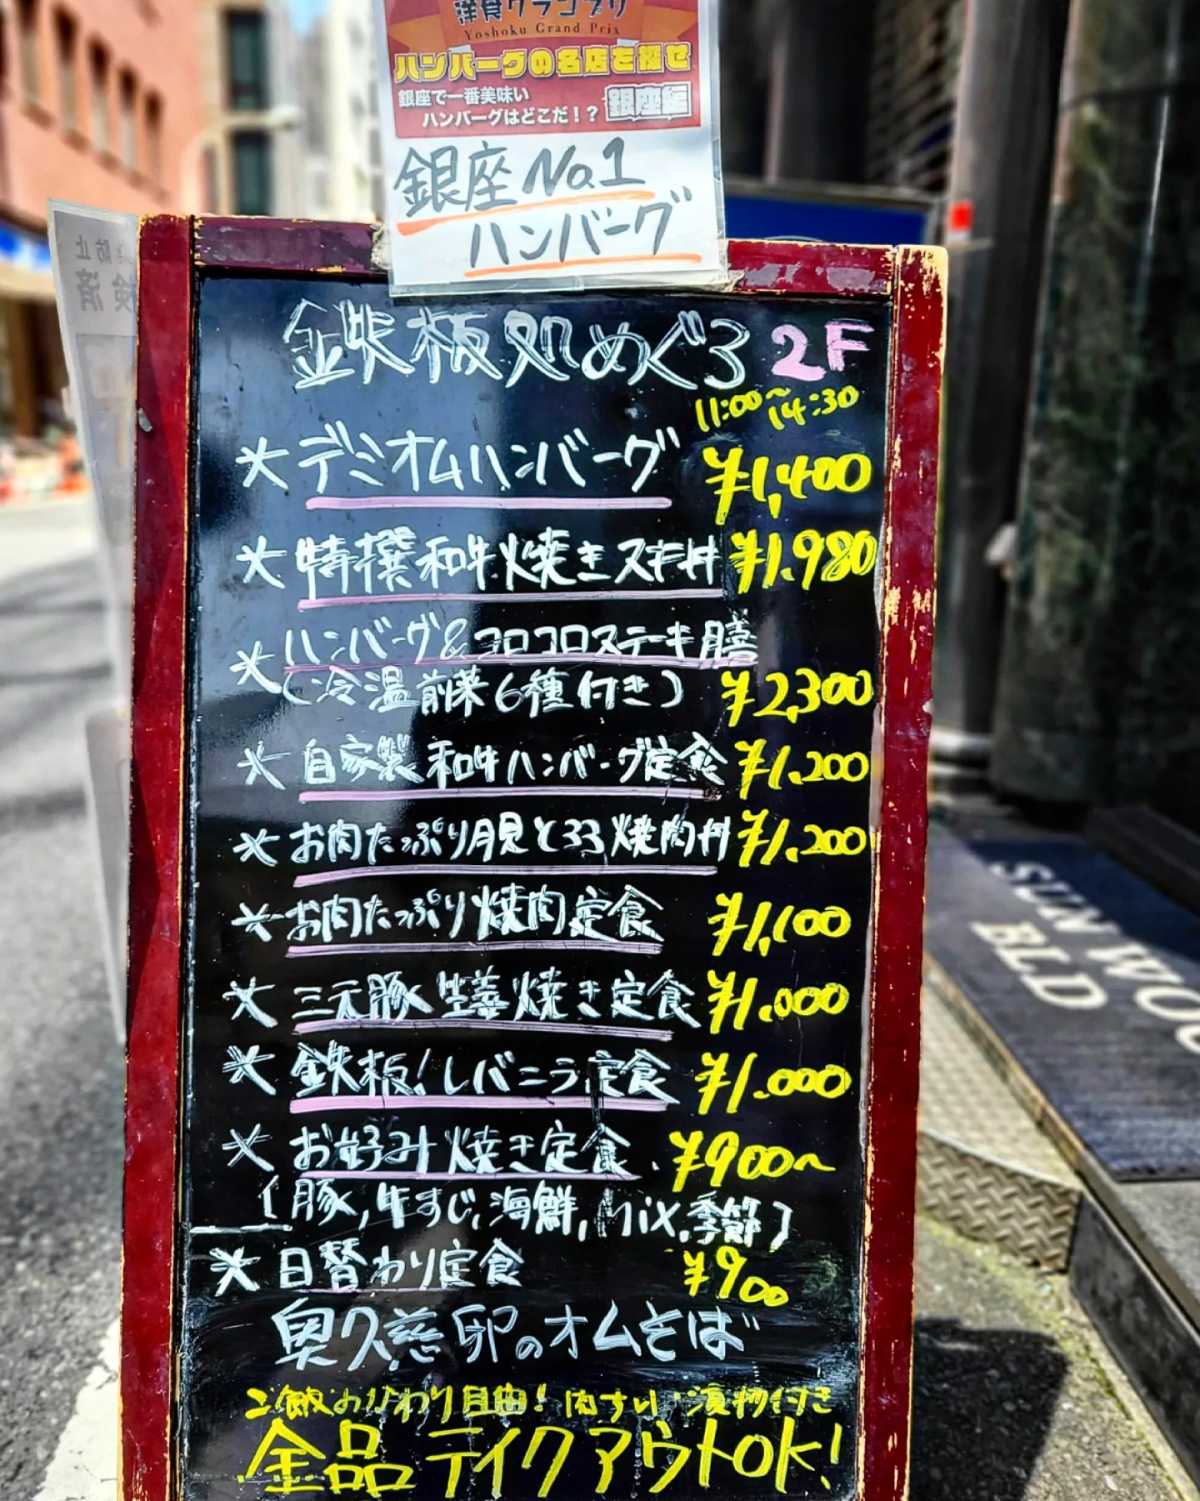 洋食グランプリ
Yoshoku Grand Prix
ハンバーグの名店を探せ
銀座で一番美味い
ハンバーグはどこだ!?
銀座編
銀座No.1
ハンバーグ
鉄板処めぐろ 2F
11:00~14:30
*デミオムハンバーグ ¥1,400
*特撰和牛焼きスキ丼 ¥1.980
*ハンバーグ&コロコロステーキ膳
(冷温前菜6種付き) ¥2,300
*自家製和牛ハンバーグ定食 ¥1.200
*お肉たっぷり月見とろろ焼肉丼 ¥1.200
*お肉たっぷり焼肉定食 ¥1,100
*三元豚生姜焼き定食 ¥1.000
*鉄板!レバニラ定食 ¥1.000
*お好み焼き定食 ¥900~
(豚,牛すじ,海鮮,Mix,季節)
*日替わり定食 ¥900
奥久慈卵のオムそば
ご飯おかわり自由! 肉すい 漬物付き
全品テイクアウトOK!
SUN WOO
BLD